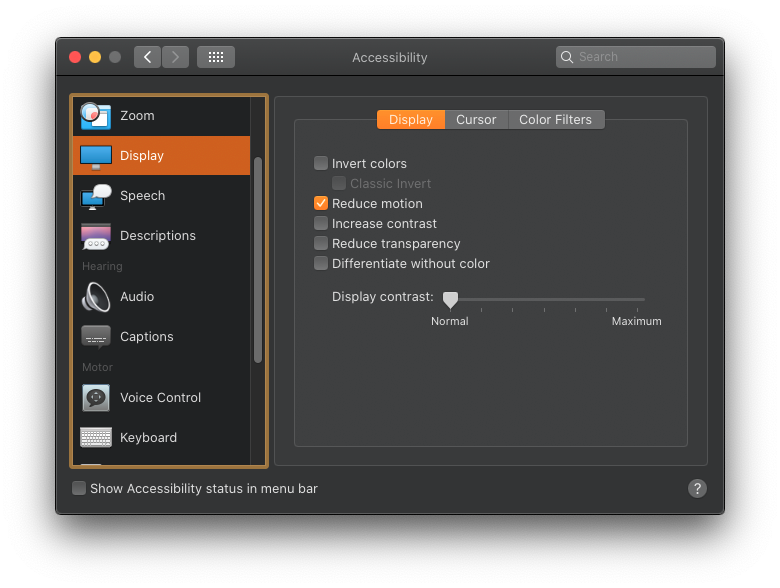 Accessibility
Search
Zoom
Display
Speech
Descriptions
Hearing
Audio
Captions
Motor
Voice Control
Keyboard
Display Cursor Color Filters
Invert colors
Classic Invert
Reduce motion
Increase contrast
Reduce transparency
Differentiate without color
Display contrast:
Normal Maximum
Show Accessibility status in menu bar
?